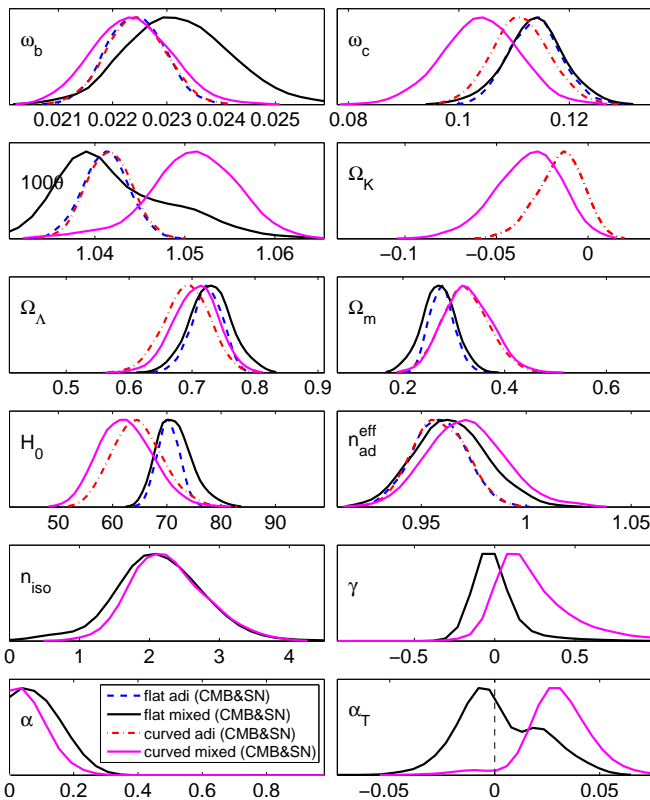 ω_b
0.021 0.022 0.023 0.024 0.025
ω_c
0.08 0.1 0.12
100θ
1.04 1.05 1.06
Ω_K
−0.1 −0.05 0
Ω_Λ
0.5 0.6 0.7 0.8 0.9
Ω_m
0.2 0.4 0.6
H_0
50 60 70 80 90
n_ad^eff
0.95 1 1.05
n_iso
0 1 2 3 4
γ
−0.5 0 0.5
α
flat adi (CMB&SN)
flat mixed (CMB&SN)
curved adi (CMB&SN)
curved mixed (CMB&SN)
0 0.2 0.4 0.6 0.8
α_T
−0.05 0 0.05